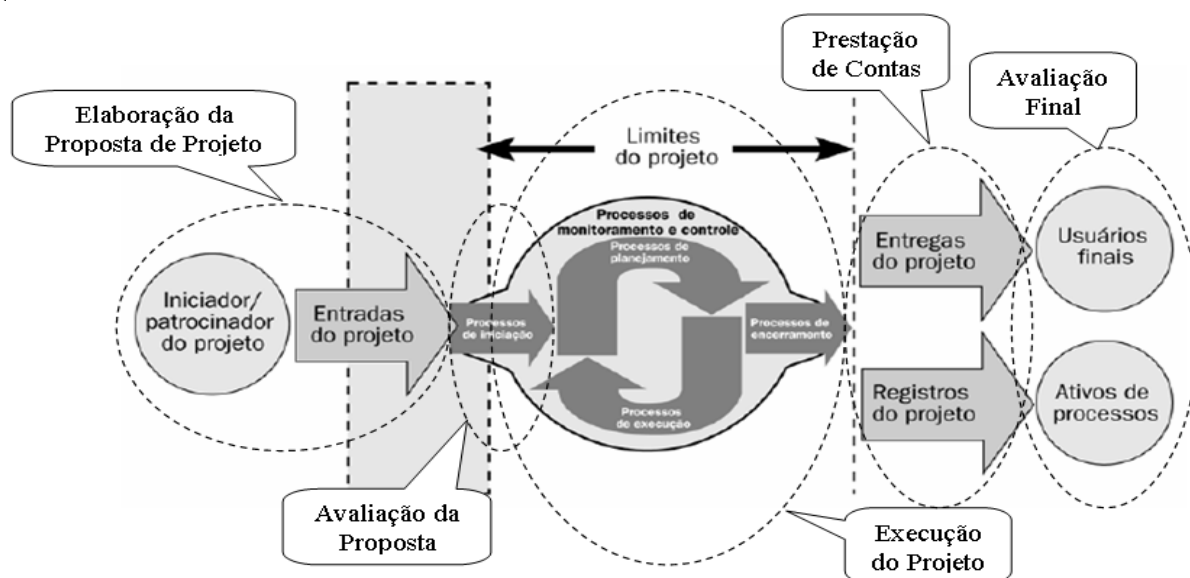 Prestação
de Contas
Avaliação
Final
Elaboração da
Proposta de Projeto
Limites
do projeto
Processos de
monitoramento e controle
Processos de
planejamento
Iniciador/
patrocinador
do projeto
Entradas
do projeto
Processos
de iniciação
Processos de
encerramento
Processos
de execução
Entregas
do projeto
Usuários
finais
Registros
do projeto
Ativos de
processos
Avaliação da
Proposta
Execução
do Projeto